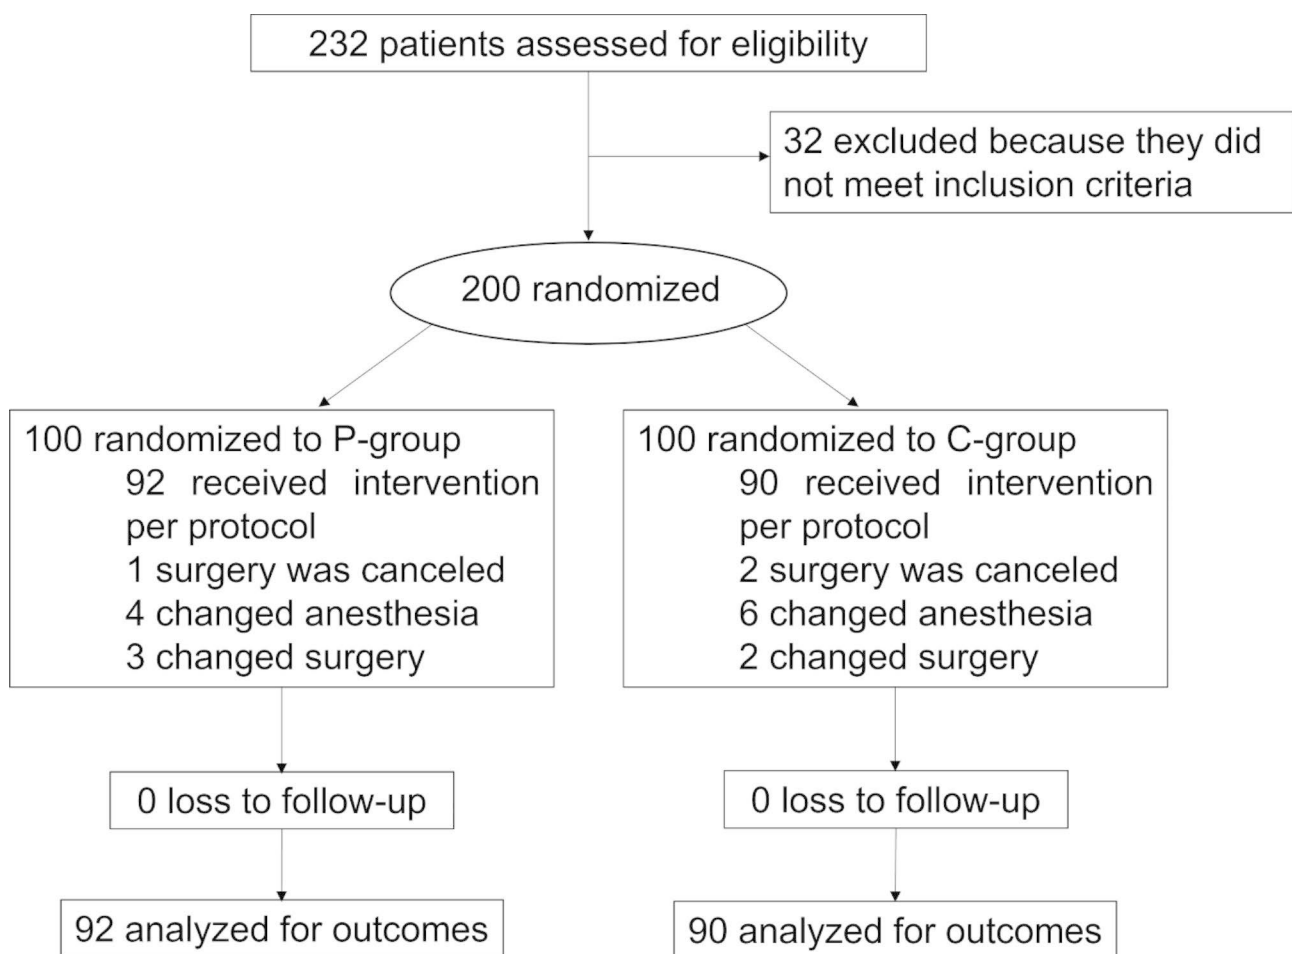 232 patients assessed for eligibility
32 excluded because they did
not meet inclusion criteria
200 randomized
100 randomized to P-group
92 received intervention
per protocol
1 surgery was canceled
4 changed anesthesia
3 changed surgery
100 randomized to C-group
90 received intervention
per protocol
2 surgery was canceled
6 changed anesthesia
2 changed surgery
0 loss to follow-up
0 loss to follow-up
92 analyzed for outcomes
90 analyzed for outcomes